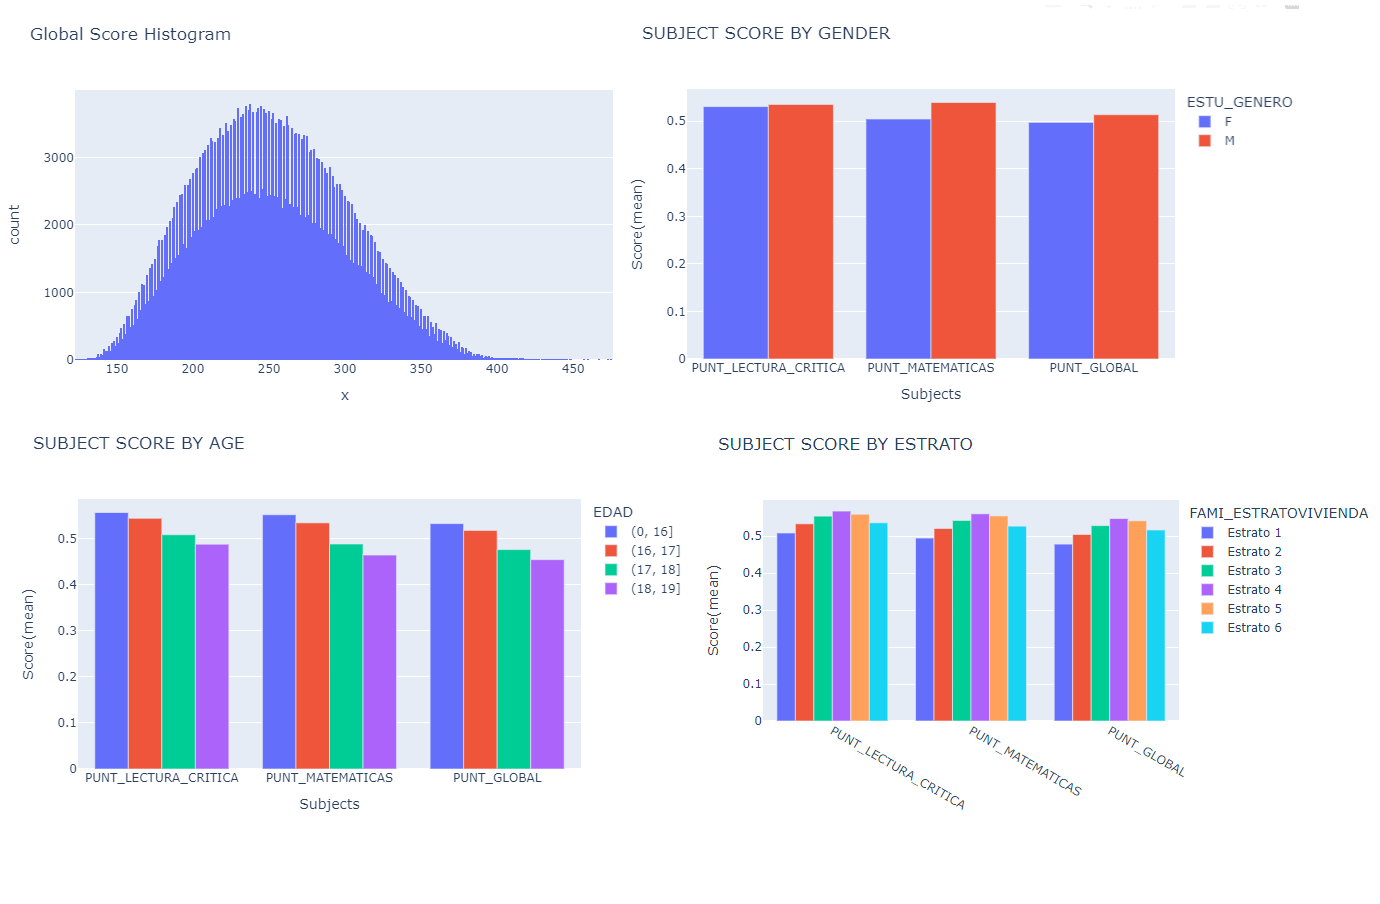 Global Score Histogram
count
3000
2000
1000
0
150
200
250
300
350
400
450
x
SUBJECT SCORE BY GENDER
Score(mean)
0.5
0.4
0.3
0.2
0.1
0
PUNT_LECTURA_CRITICA
PUNT_MATEMATICAS
PUNT_GLOBAL
Subjects
ESTU_GENERO
F
M
SUBJECT SCORE BY AGE
Score(mean)
0.5
0.4
0.3
0.2
0.1
0
PUNT_LECTURA_CRITICA
PUNT_MATEMATICAS
PUNT_GLOBAL
Subjects
EDAD
(0, 16]
(16, 17]
(17, 18]
(18, 19]
SUBJECT SCORE BY ESTRATO
Score(mean)
0.5
0.4
0.3
0.2
0.1
0
PUNT_LECTURA_CRITICA
PUNT_MATEMATICAS
PUNT_GLOBAL
FAMI_ESTRATOVIVIENDA
Estrato 1
Estrato 2
Estrato 3
Estrato 4
Estrato 5
Estrato 6